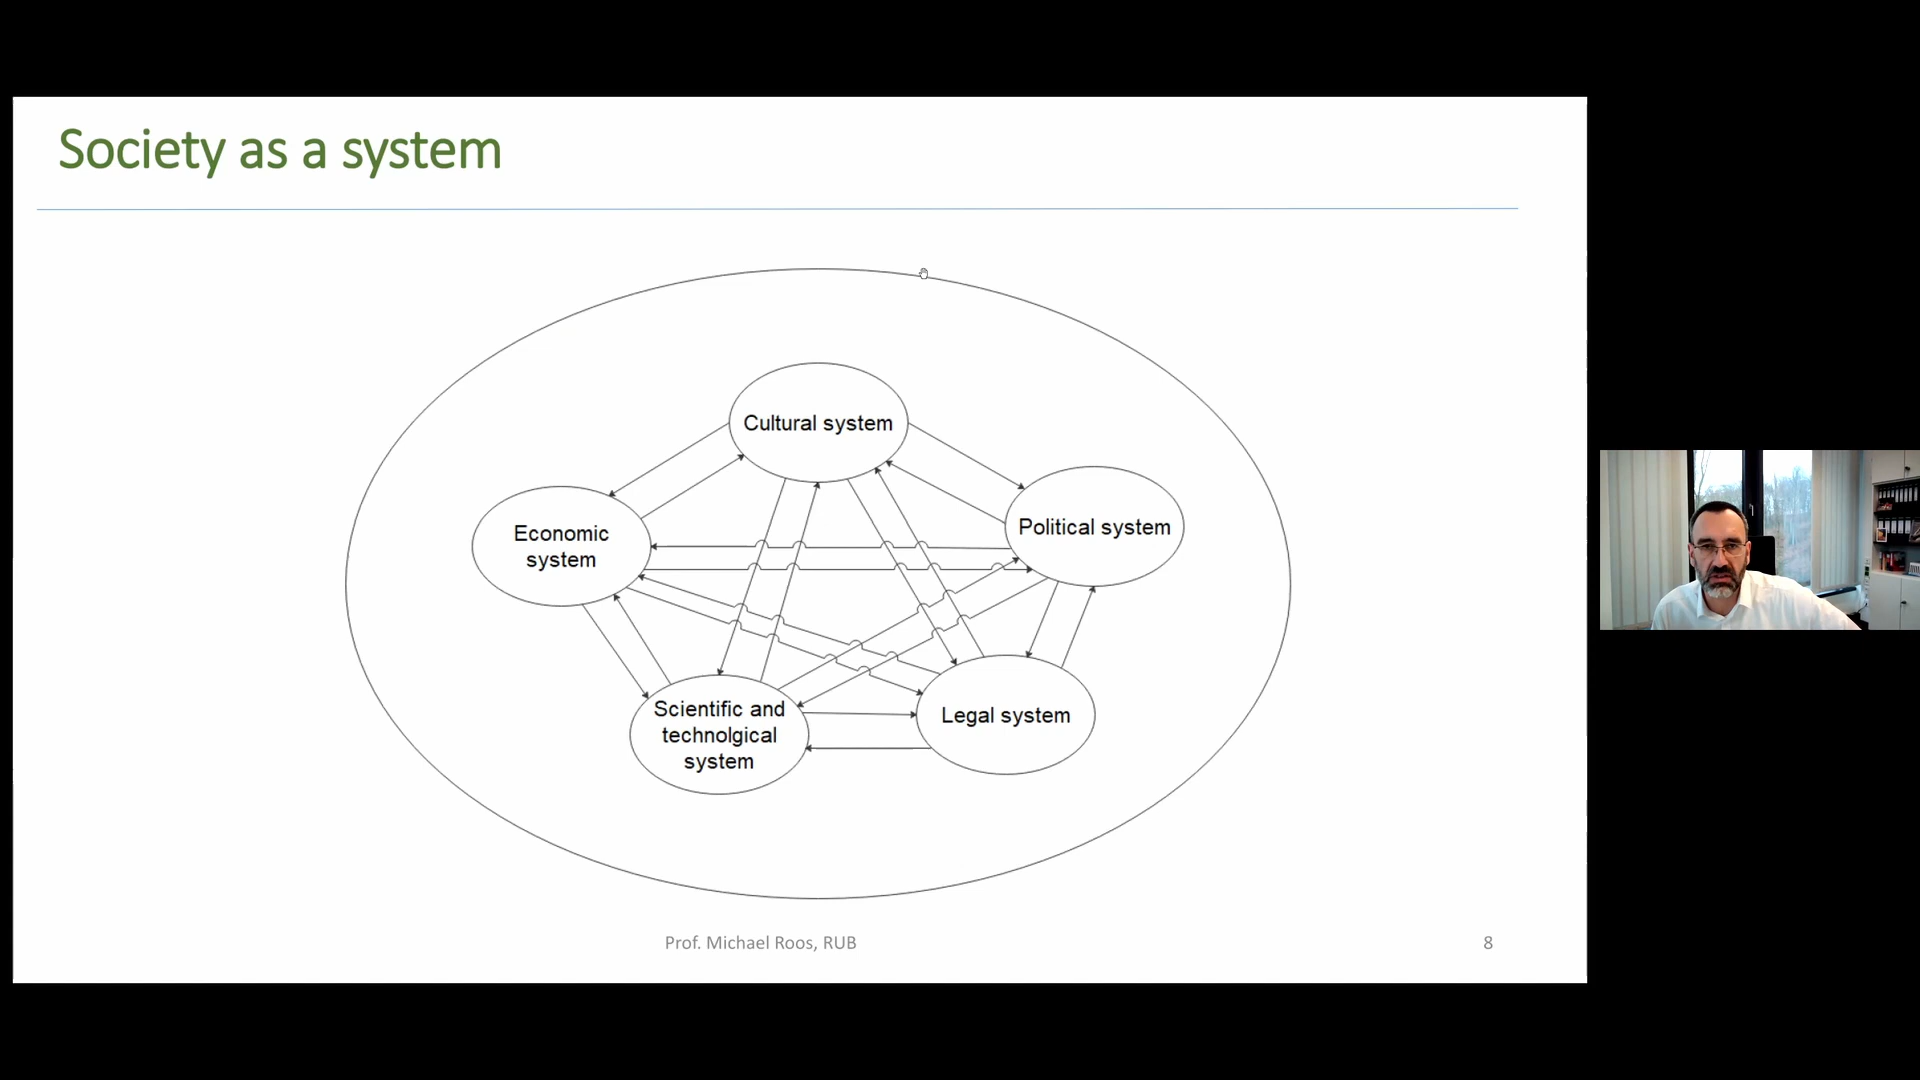 Society as a system
Cultural system
Political system
Economic
system
Scientific and
technolgical
system
Legal system
Prof. Michael Roos, RUB
8